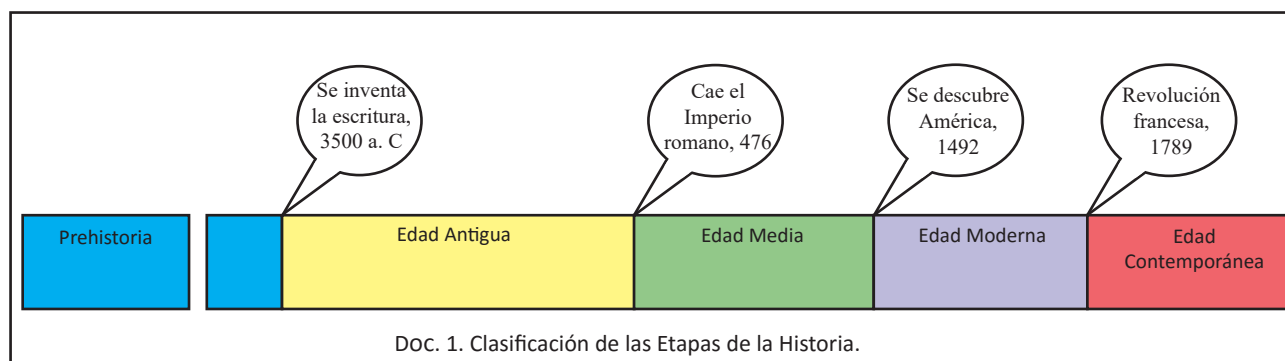 Se inventa
la escritura,
3500 a. C
Cae el
Imperio
romano, 476
Se descubre
América,
1492
Revolución
francesa,
1789
Prehistoria
Edad Antigua
Edad Media
Edad Moderna
Edad
Contemporánea
Doc. 1. Clasificación de las Etapas de la Historia.